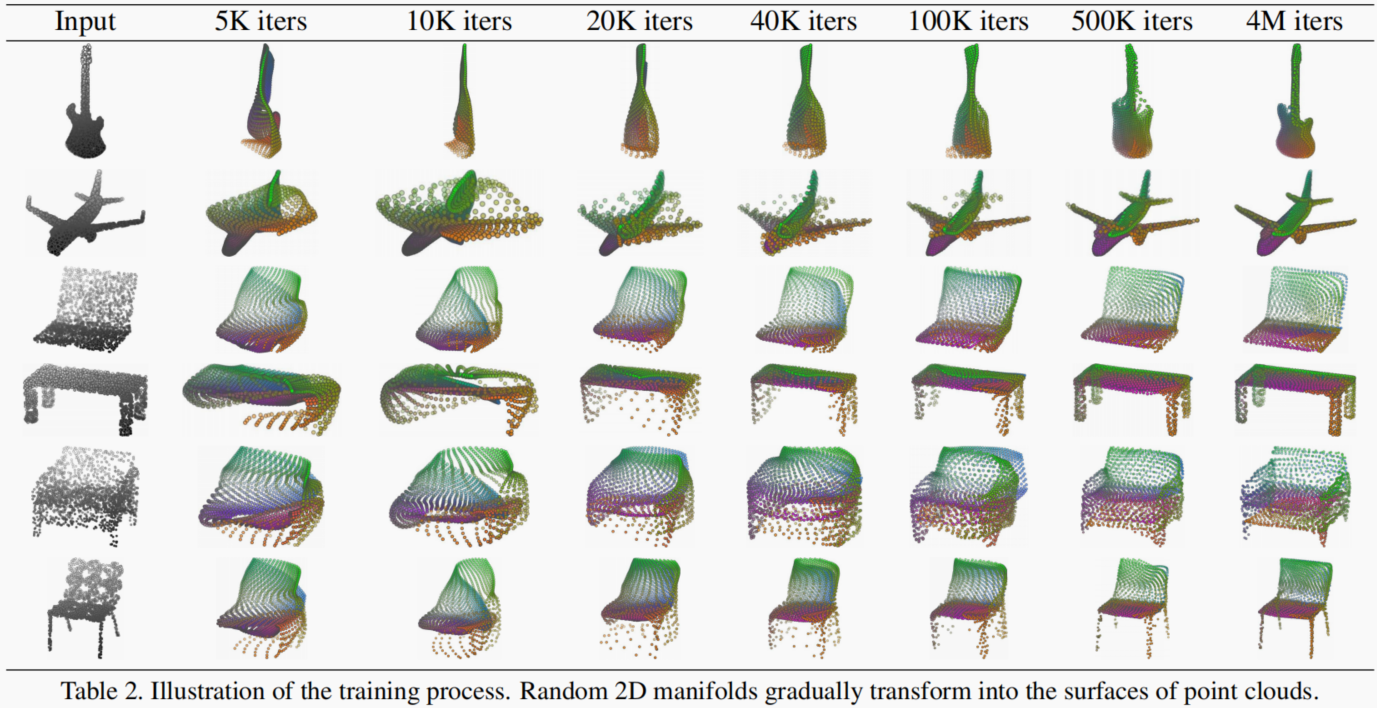 Input 5K iters 10K iters 20K iters 40K iters 100K iters 500K iters 4M iters
Table 2. Illustration of the training process. Random 2D manifolds gradually transform into the surfaces of point clouds.